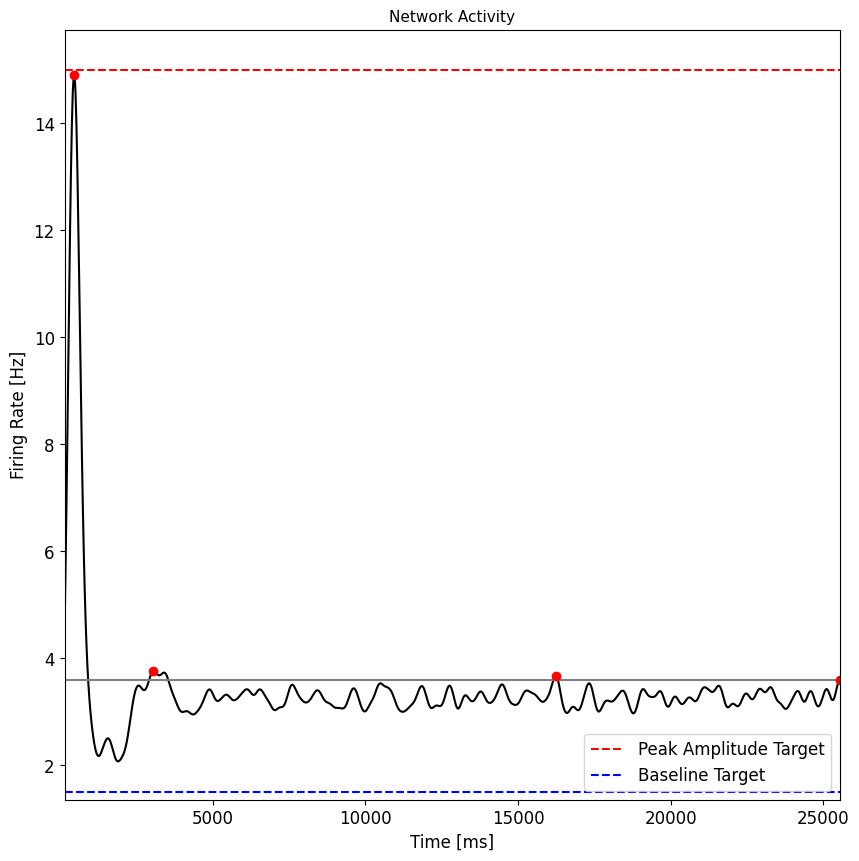 Network Activity
Firing Rate [Hz]
14
12
10
8
6
4
2
Peak Amplitude Target
Baseline Target
5000 10000 15000 20000 25000
Time [ms]